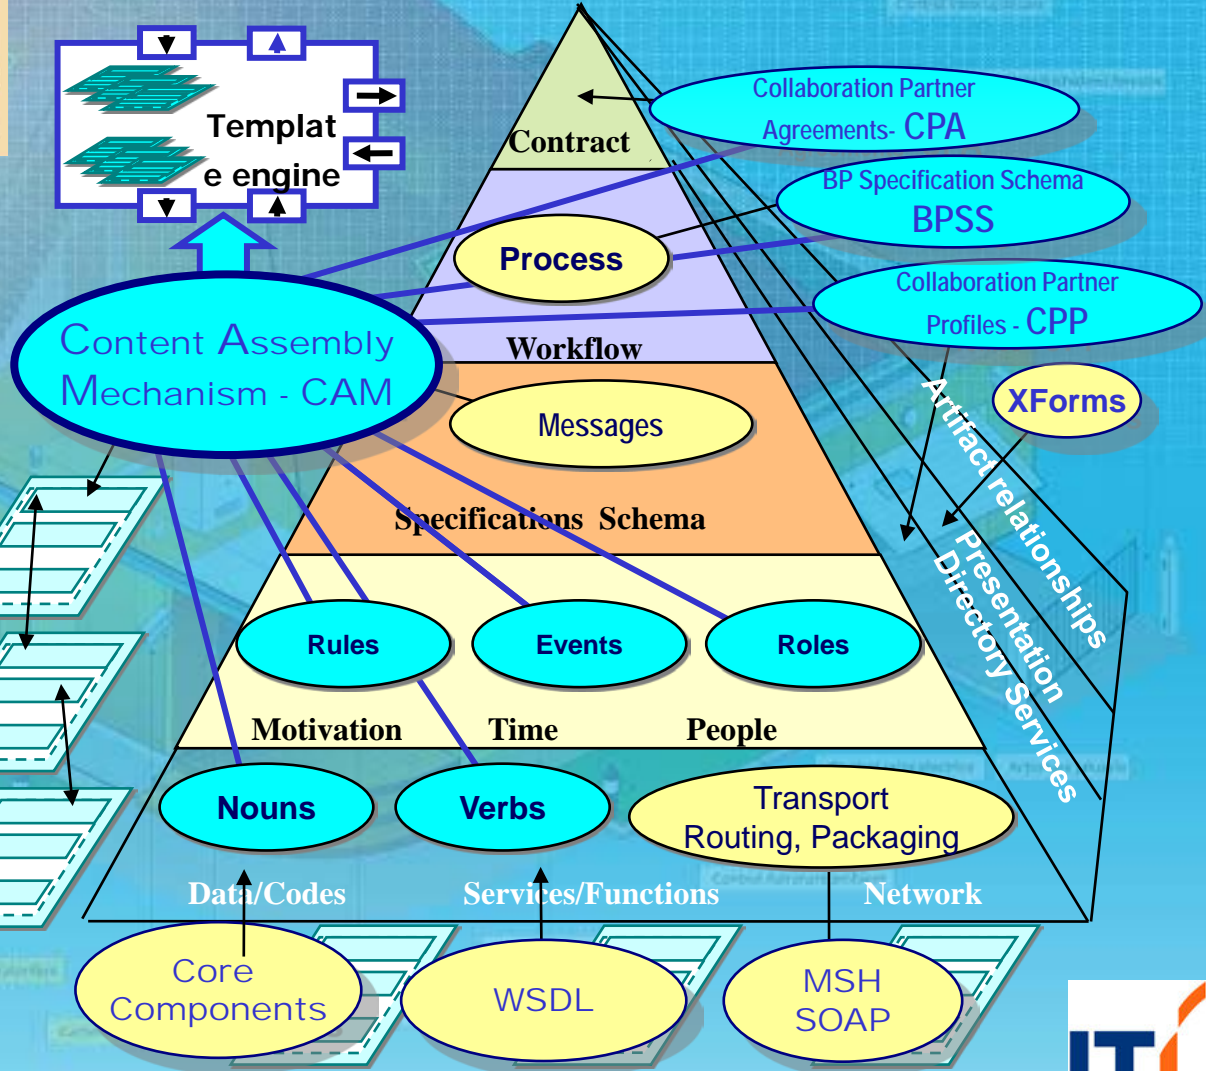 Templat
e engine
Contract
Collaboration Partner
Agreements- CPA
BP Specification Schema
BPSS
Process
Collaboration Partner
Profiles - CPP
Content Assembly
Mechanism - CAM
Workflow
XForms
Messages
Artifact relationships
Presentation
Directory Services
Specifications Schema
Rules
Events
Roles
Motivation
Time
People
Nouns
Verbs
Transport
Routing, Packaging
Data/Codes
Services/Functions
Network
Core
Components
WSDL
MSH
SOAP
IT